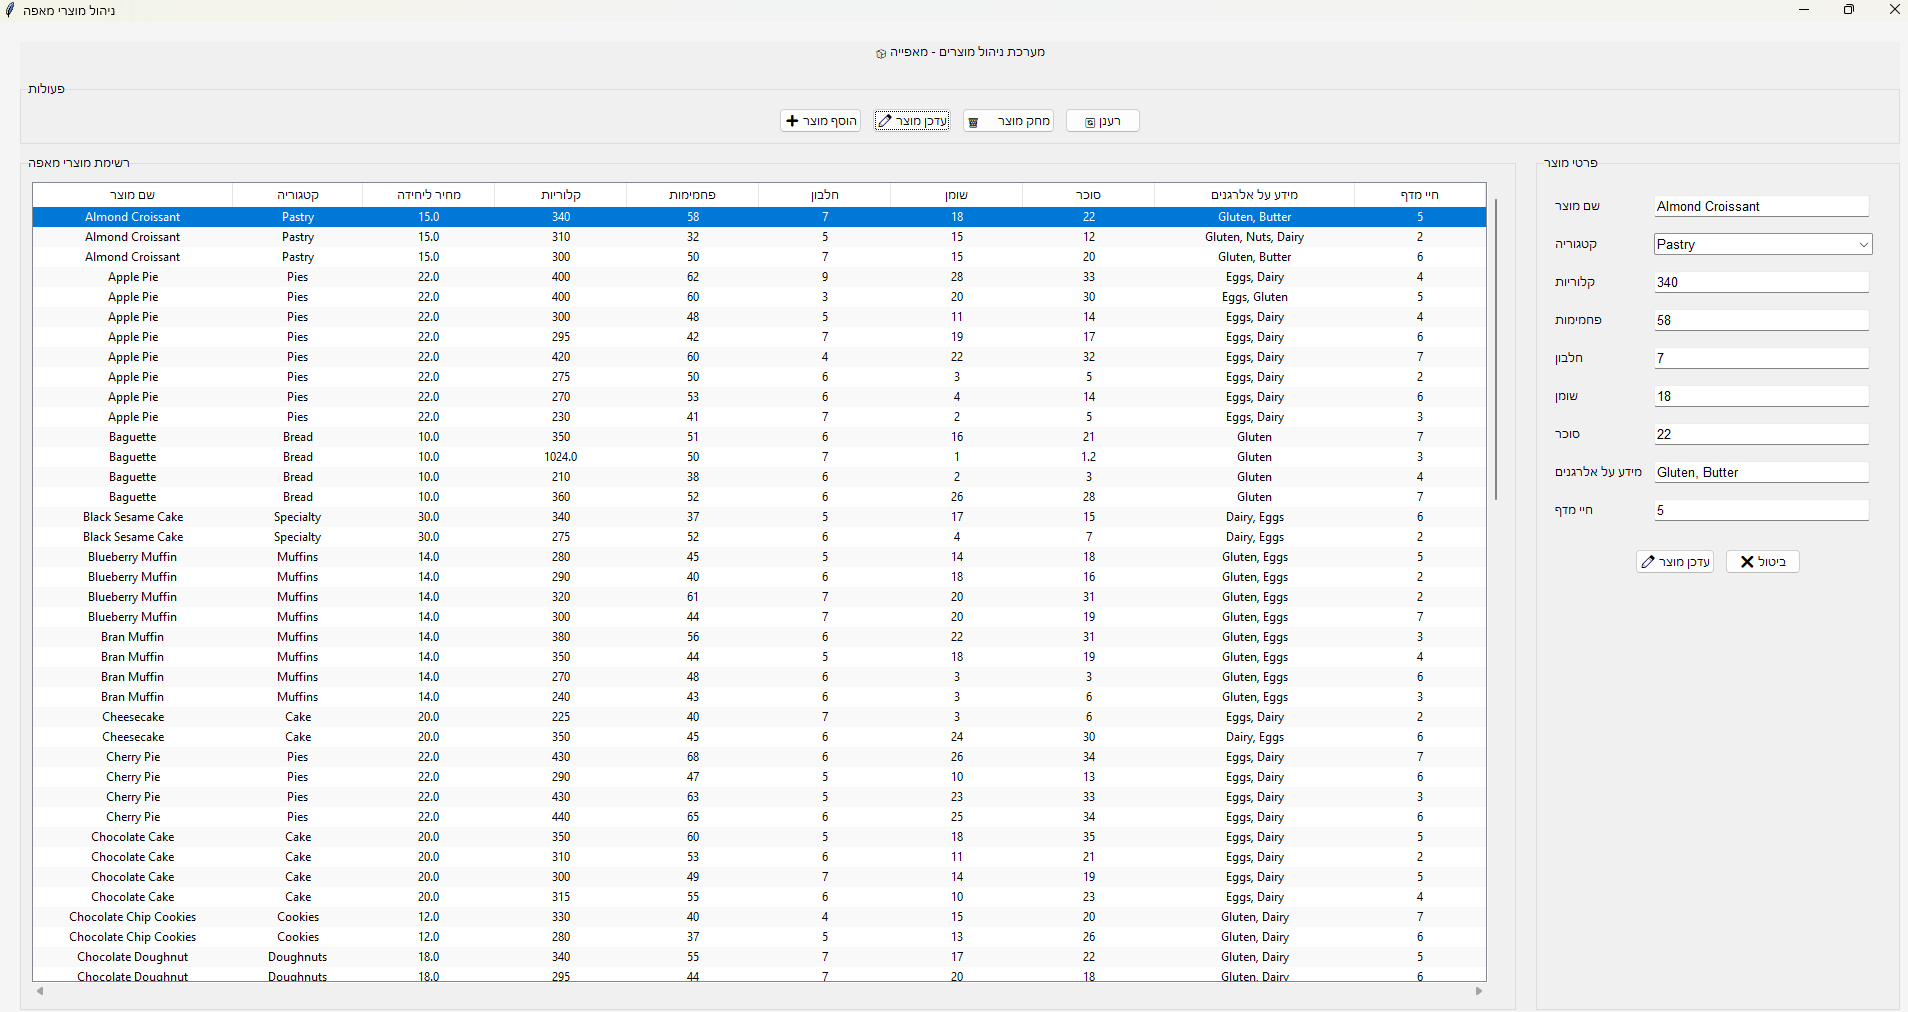 ניהול מוצרי מאפה
מערכת ניהול מוצרים - מאפייה
פעולות
הוסף מוצר עדכן מוצר מחק מוצר רענן
רשימת מוצרי מאפה
שם מוצר קטגוריה מחיר ליחידה קלוריות פחמימות חלבון שומן סוכר מידע על אלרגנים חיי מדף
Almond Croissant Pastry 15.0 340 58 7 18 22 Gluten, Butter 5
Almond Croissant Pastry 15.0 310 32 5 15 12 Gluten, Nuts, Dairy 2
Almond Croissant Pastry 15.0 300 50 7 15 20 Gluten, Butter 6
Apple Pie Pies 22.0 400 62 9 28 33 Eggs, Dairy 4
Apple Pie Pies 22.0 400 60 3 20 30 Eggs, Gluten 5
Apple Pie Pies 22.0 300 48 5 11 14 Eggs, Dairy 4
Apple Pie Pies 22.0 295 42 7 19 17 Eggs, Dairy 6
Apple Pie Pies 22.0 420 60 4 22 32 Eggs, Dairy 7
Apple Pie Pies 22.0 275 50 6 3 5 Eggs, Dairy 2
Apple Pie Pies 22.0 270 53 6 4 14 Eggs, Dairy 6
Apple Pie Pies 22.0 230 41 7 2 5 Eggs, Dairy 3
Baguette Bread 10.0 350 51 6 16 21 Gluten 7
Baguette Bread 10.0 1024.0 50 7 1 1.2 Gluten 3
Baguette Bread 10.0 210 38 6 2 3 Gluten 4
Baguette Bread 10.0 360 52 6 26 28 Gluten 7
Black Sesame Cake Specialty 30.0 340 37 5 17 15 Dairy, Eggs 6
Black Sesame Cake Specialty 30.0 275 52 6 4 7 Dairy, Eggs 2
Blueberry Muffin Muffins 14.0 280 45 5 14 18 Gluten, Eggs 5
Blueberry Muffin Muffins 14.0 290 40 6 18 16 Gluten, Eggs 2
Blueberry Muffin Muffins 14.0 320 61 7 20 31 Gluten, Eggs 2
Blueberry Muffin Muffins 14.0 300 44 7 20 19 Gluten, Eggs 7
Bran Muffin Muffins 14.0 380 56 6 22 31 Gluten, Eggs 3
Bran Muffin Muffins 14.0 350 44 5 18 19 Gluten, Eggs 4
Bran Muffin Muffins 14.0 270 48 6 3 3 Gluten, Eggs 6
Bran Muffin Muffins 14.0 240 43 6 3 6 Gluten, Eggs 3
Cheesecake Cake 20.0 225 40 7 3 6 Eggs, Dairy 2
Cheesecake Cake 20.0 350 45 6 24 30 Dairy, Eggs 6
Cherry Pie Pies 22.0 430 68 6 26 34 Eggs, Dairy 7
Cherry Pie Pies 22.0 290 47 5 10 13 Eggs, Dairy 6
Cherry Pie Pies 22.0 430 63 5 23 33 Eggs, Dairy 3
Cherry Pie Pies 22.0 440 65 6 25 34 Eggs, Dairy 6
Chocolate Cake Cake 20.0 350 60 5 18 35 Eggs, Dairy 5
Chocolate Cake Cake 20.0 310 53 6 11 21 Eggs, Dairy 2
Chocolate Cake Cake 20.0 300 49 7 14 19 Eggs, Dairy 5
Chocolate Cake Cake 20.0 315 55 6 10 23 Eggs, Dairy 4
Chocolate Chip Cookies Cookies 12.0 330 40 4 15 20 Gluten, Dairy 7
Chocolate Chip Cookies Cookies 12.0 280 37 5 13 26 Gluten, Dairy 6
Chocolate Doughnut Doughnuts 18.0 340 55 7 17 22 Gluten, Dairy 5
Chocolate Doughnut Doughnuts 18.0 295 44 7 20 18 Gluten, Dairy 6
פרטי מוצר
שם מוצר Almond Croissant
קטגוריה Pastry
קלוריות 340
פחמימות 58
חלבון 7
שומן 18
סוכר 22
מידע על אלרגנים Gluten, Butter
חיי מדף 5
עדכן מוצר ביטול